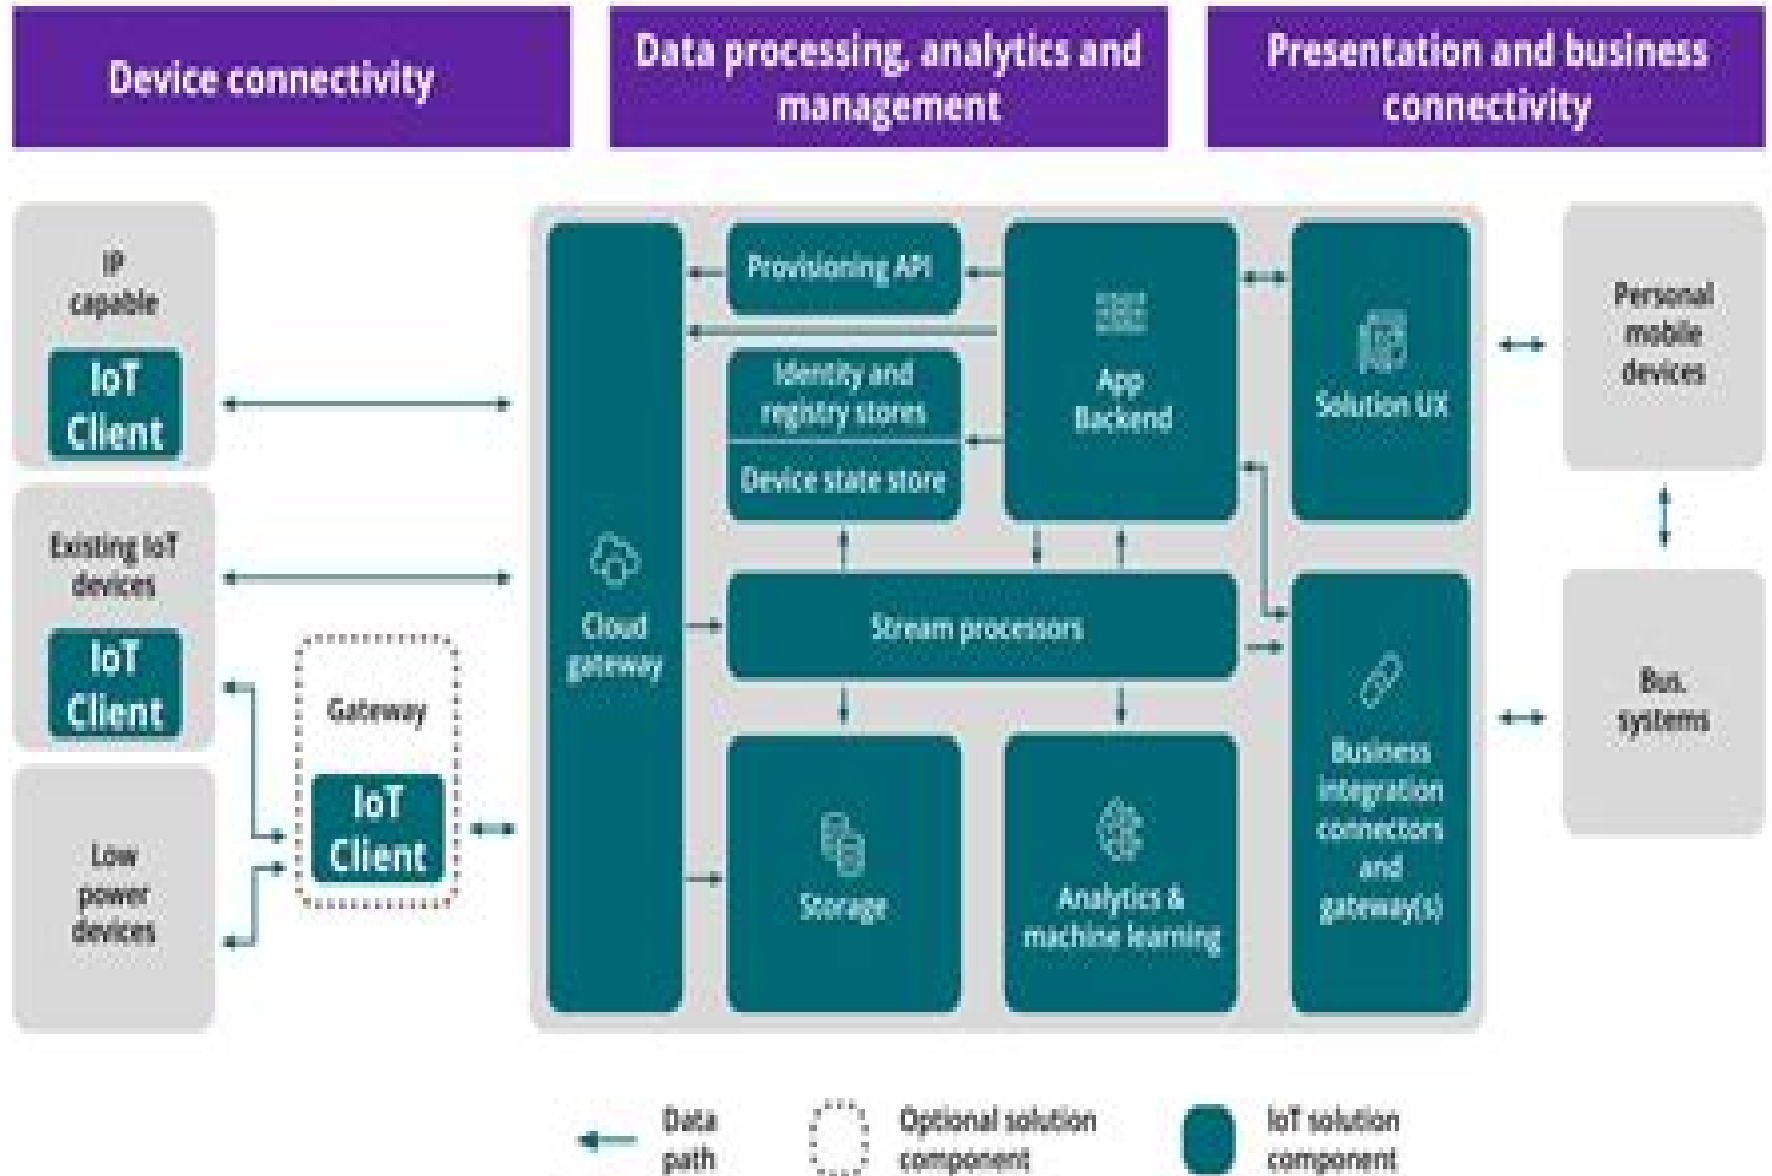 Device connectivity
Data processing, analytics and
management
Presentation and business
connectivity
IP
capable
IoT
Client
Existing IoT
devices
IoT
Client
Low
power
devices
Gateway
IoT
Client
Cloud
gateway
Provisioning API
Identity and
registry stores
Device state store
App
Backend
Stream processors
Storage
Analytics &
machine learning
Solution UX
Business
integration
connectors
and
gateway(s)
Personal
mobile
devices
Bus.
systems
Data
path
Optional solution
component
IoT solution
component